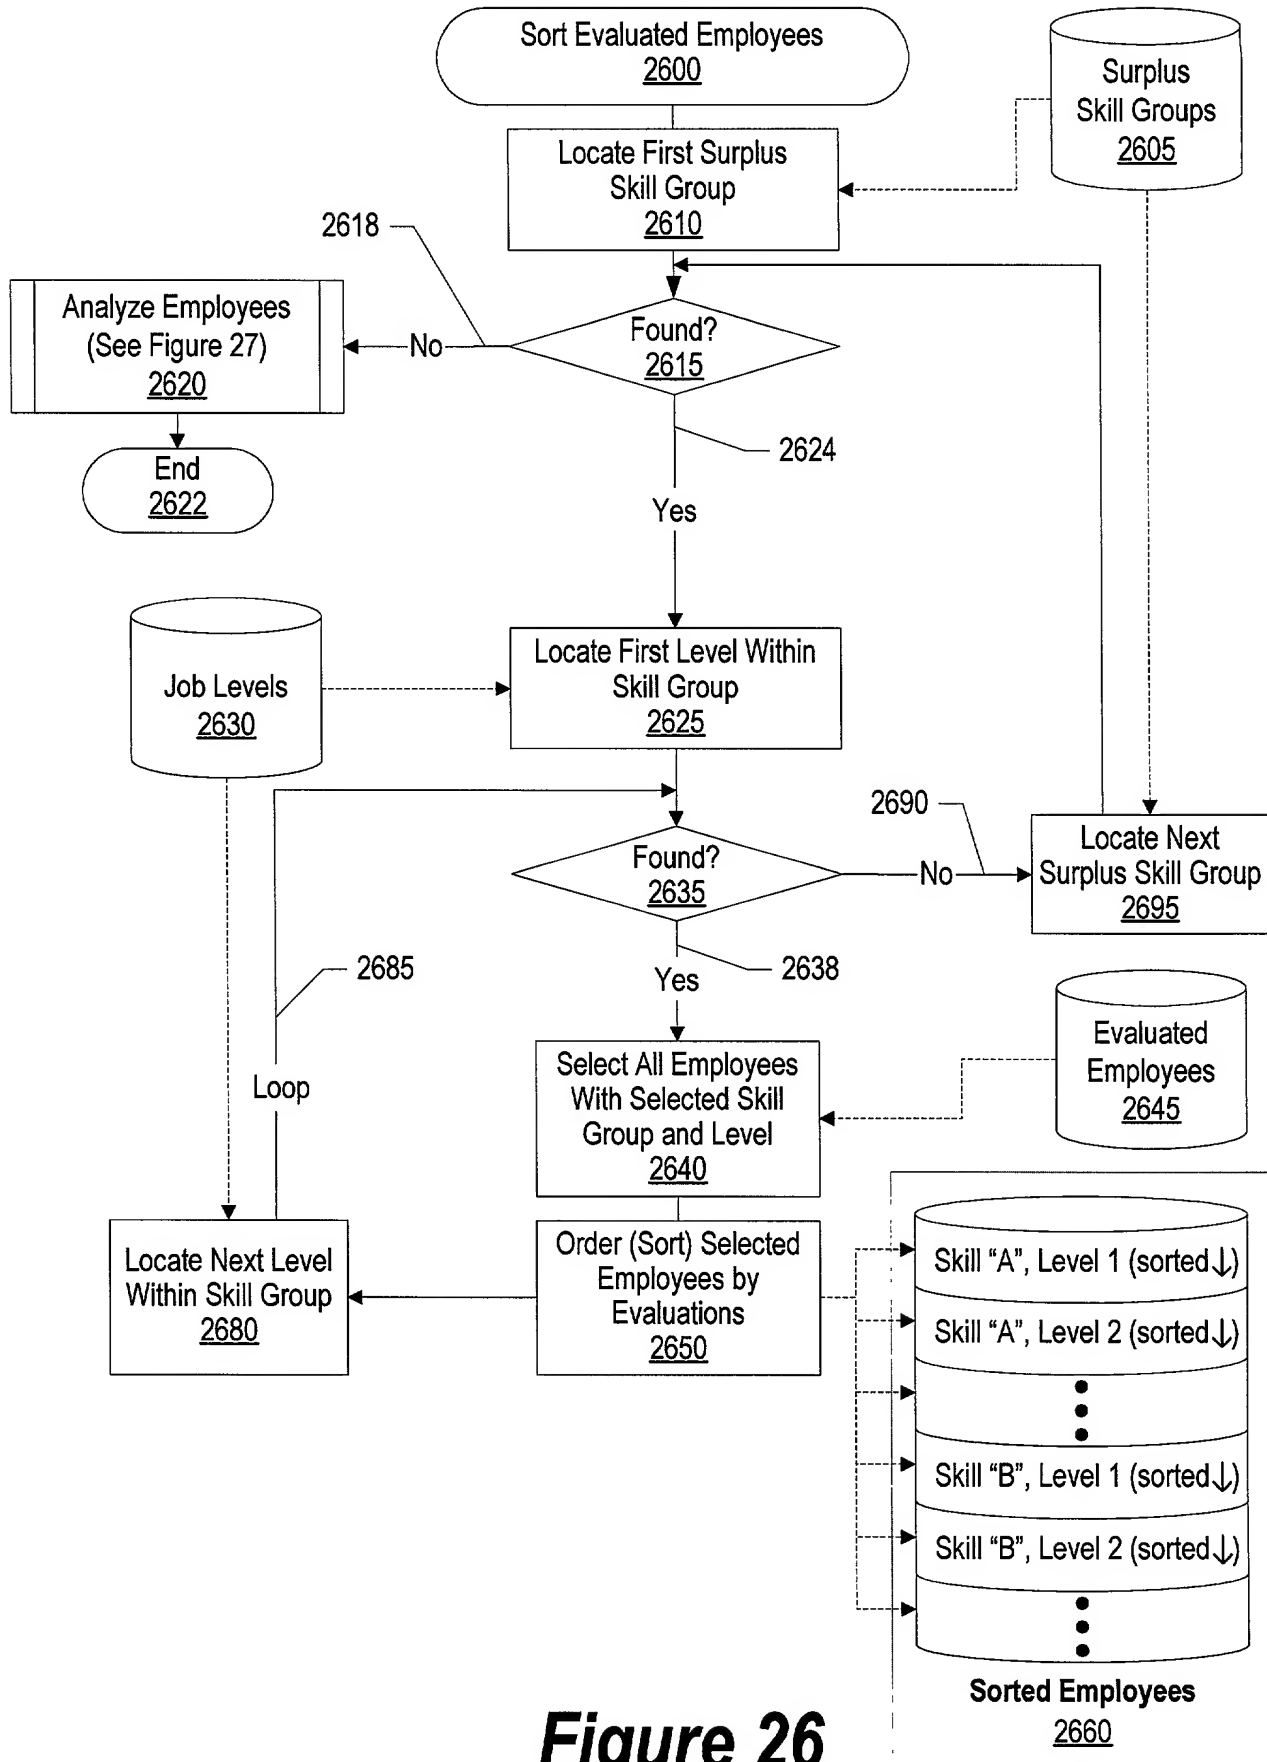 Sort Evaluated Employees
2600
Surplus
Skill Groups
2605
Locate First Surplus
Skill Group
2610
2618
Analyze Employees
(See Figure 27)
2620
No
Found?
2615
2624
End
2622
Yes
Job Levels
2630
Locate First Level Within
Skill Group
2625
2690
Found?
2635
No
Locate Next
Surplus Skill Group
2695
2685
2638
Yes
Evaluated
Employees
2645
Select All Employees
With Selected Skill
Group and Level
2640
Loop
Locate Next Level
Within Skill Group
2680
Order (Sort) Selected
Employees by
Evaluations
2650
Skill “A”, Level 1 (sorted↓)
Skill “A”, Level 2 (sorted↓)
Skill “B”, Level 1 (sorted↓)
Skill “B”, Level 2 (sorted↓)
Sorted Employees
2660
Figure 26